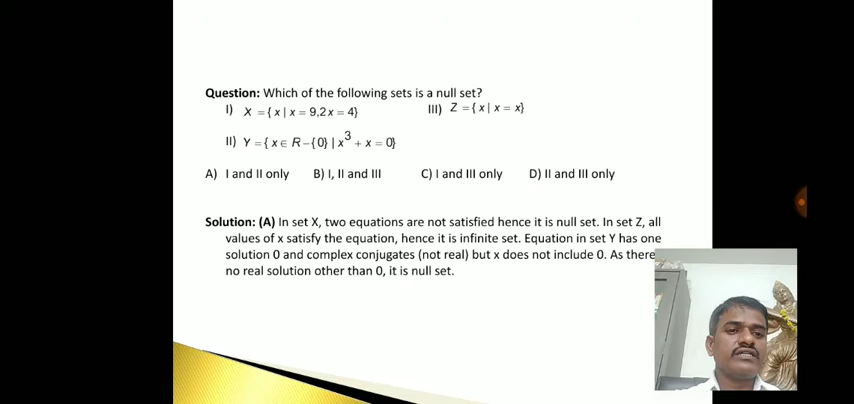 Question: Which of the following sets is a null set?
I) X = { x | x = 9, 2x = 4} III) Z = { x | x = x}
II) Y = { x ∈ R – {0} | x³ + x = 0}
A) I and II only B) I, II and III C) I and III only D) II and III only
Solution: (A) In set X, two equations are not satisfied hence it is null set. In set Z, all
values of x satisfy the equation, hence it is infinite set. Equation in set Y has one
solution 0 and complex conjugates (not real) but x does not include 0. As there
no real solution other than 0, it is null set.